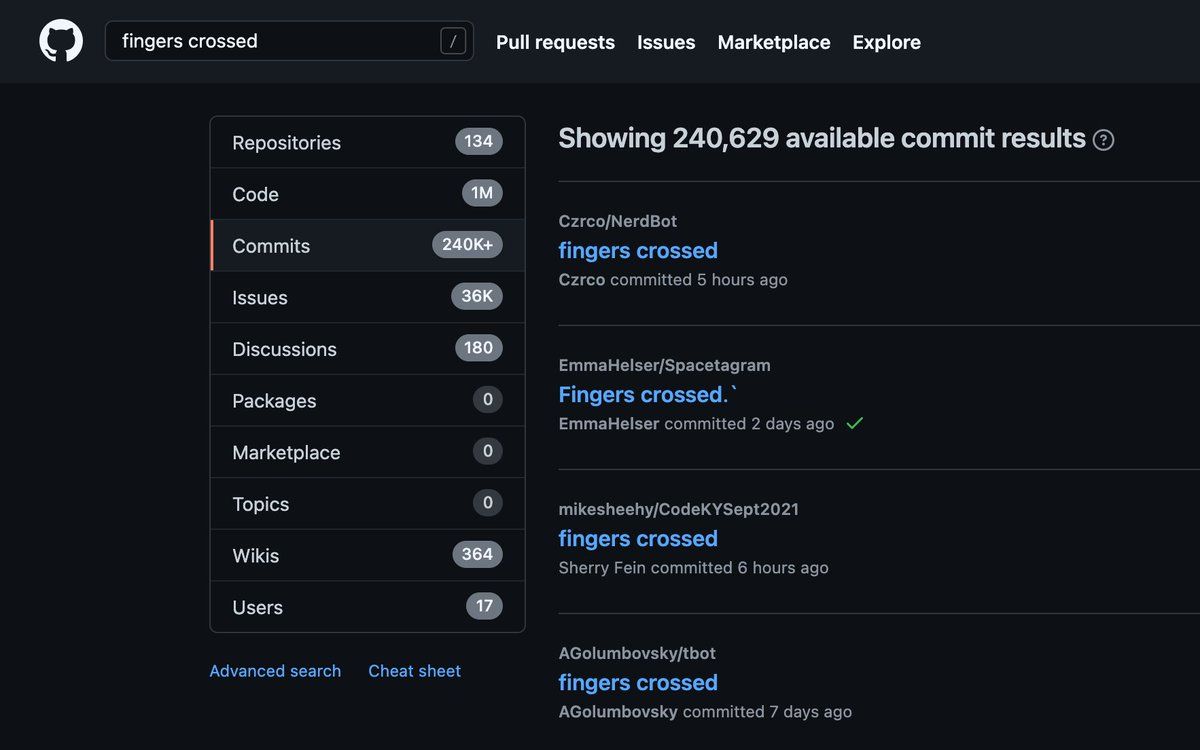 fingers crossed / Pull requests Issues Marketplace Explore
Repositories 134
Code 1M
Commits 240K+
Issues 36K
Discussions 180
Packages 0
Marketplace 0
Topics 0
Wikis 364
Users 17
Advanced search Cheat sheet
Showing 240,629 available commit results ?
Czrco/NerdBot
fingers crossed
Czrco committed 5 hours ago
EmmaHelser/Spacetagram
Fingers crossed.`
EmmaHelser committed 2 days ago
mikesheehy/CodeKYSept2021
fingers crossed
Sherry Fein committed 6 hours ago
AGolumbovsky/tbot
fingers crossed
AGolumbovsky committed 7 days ago